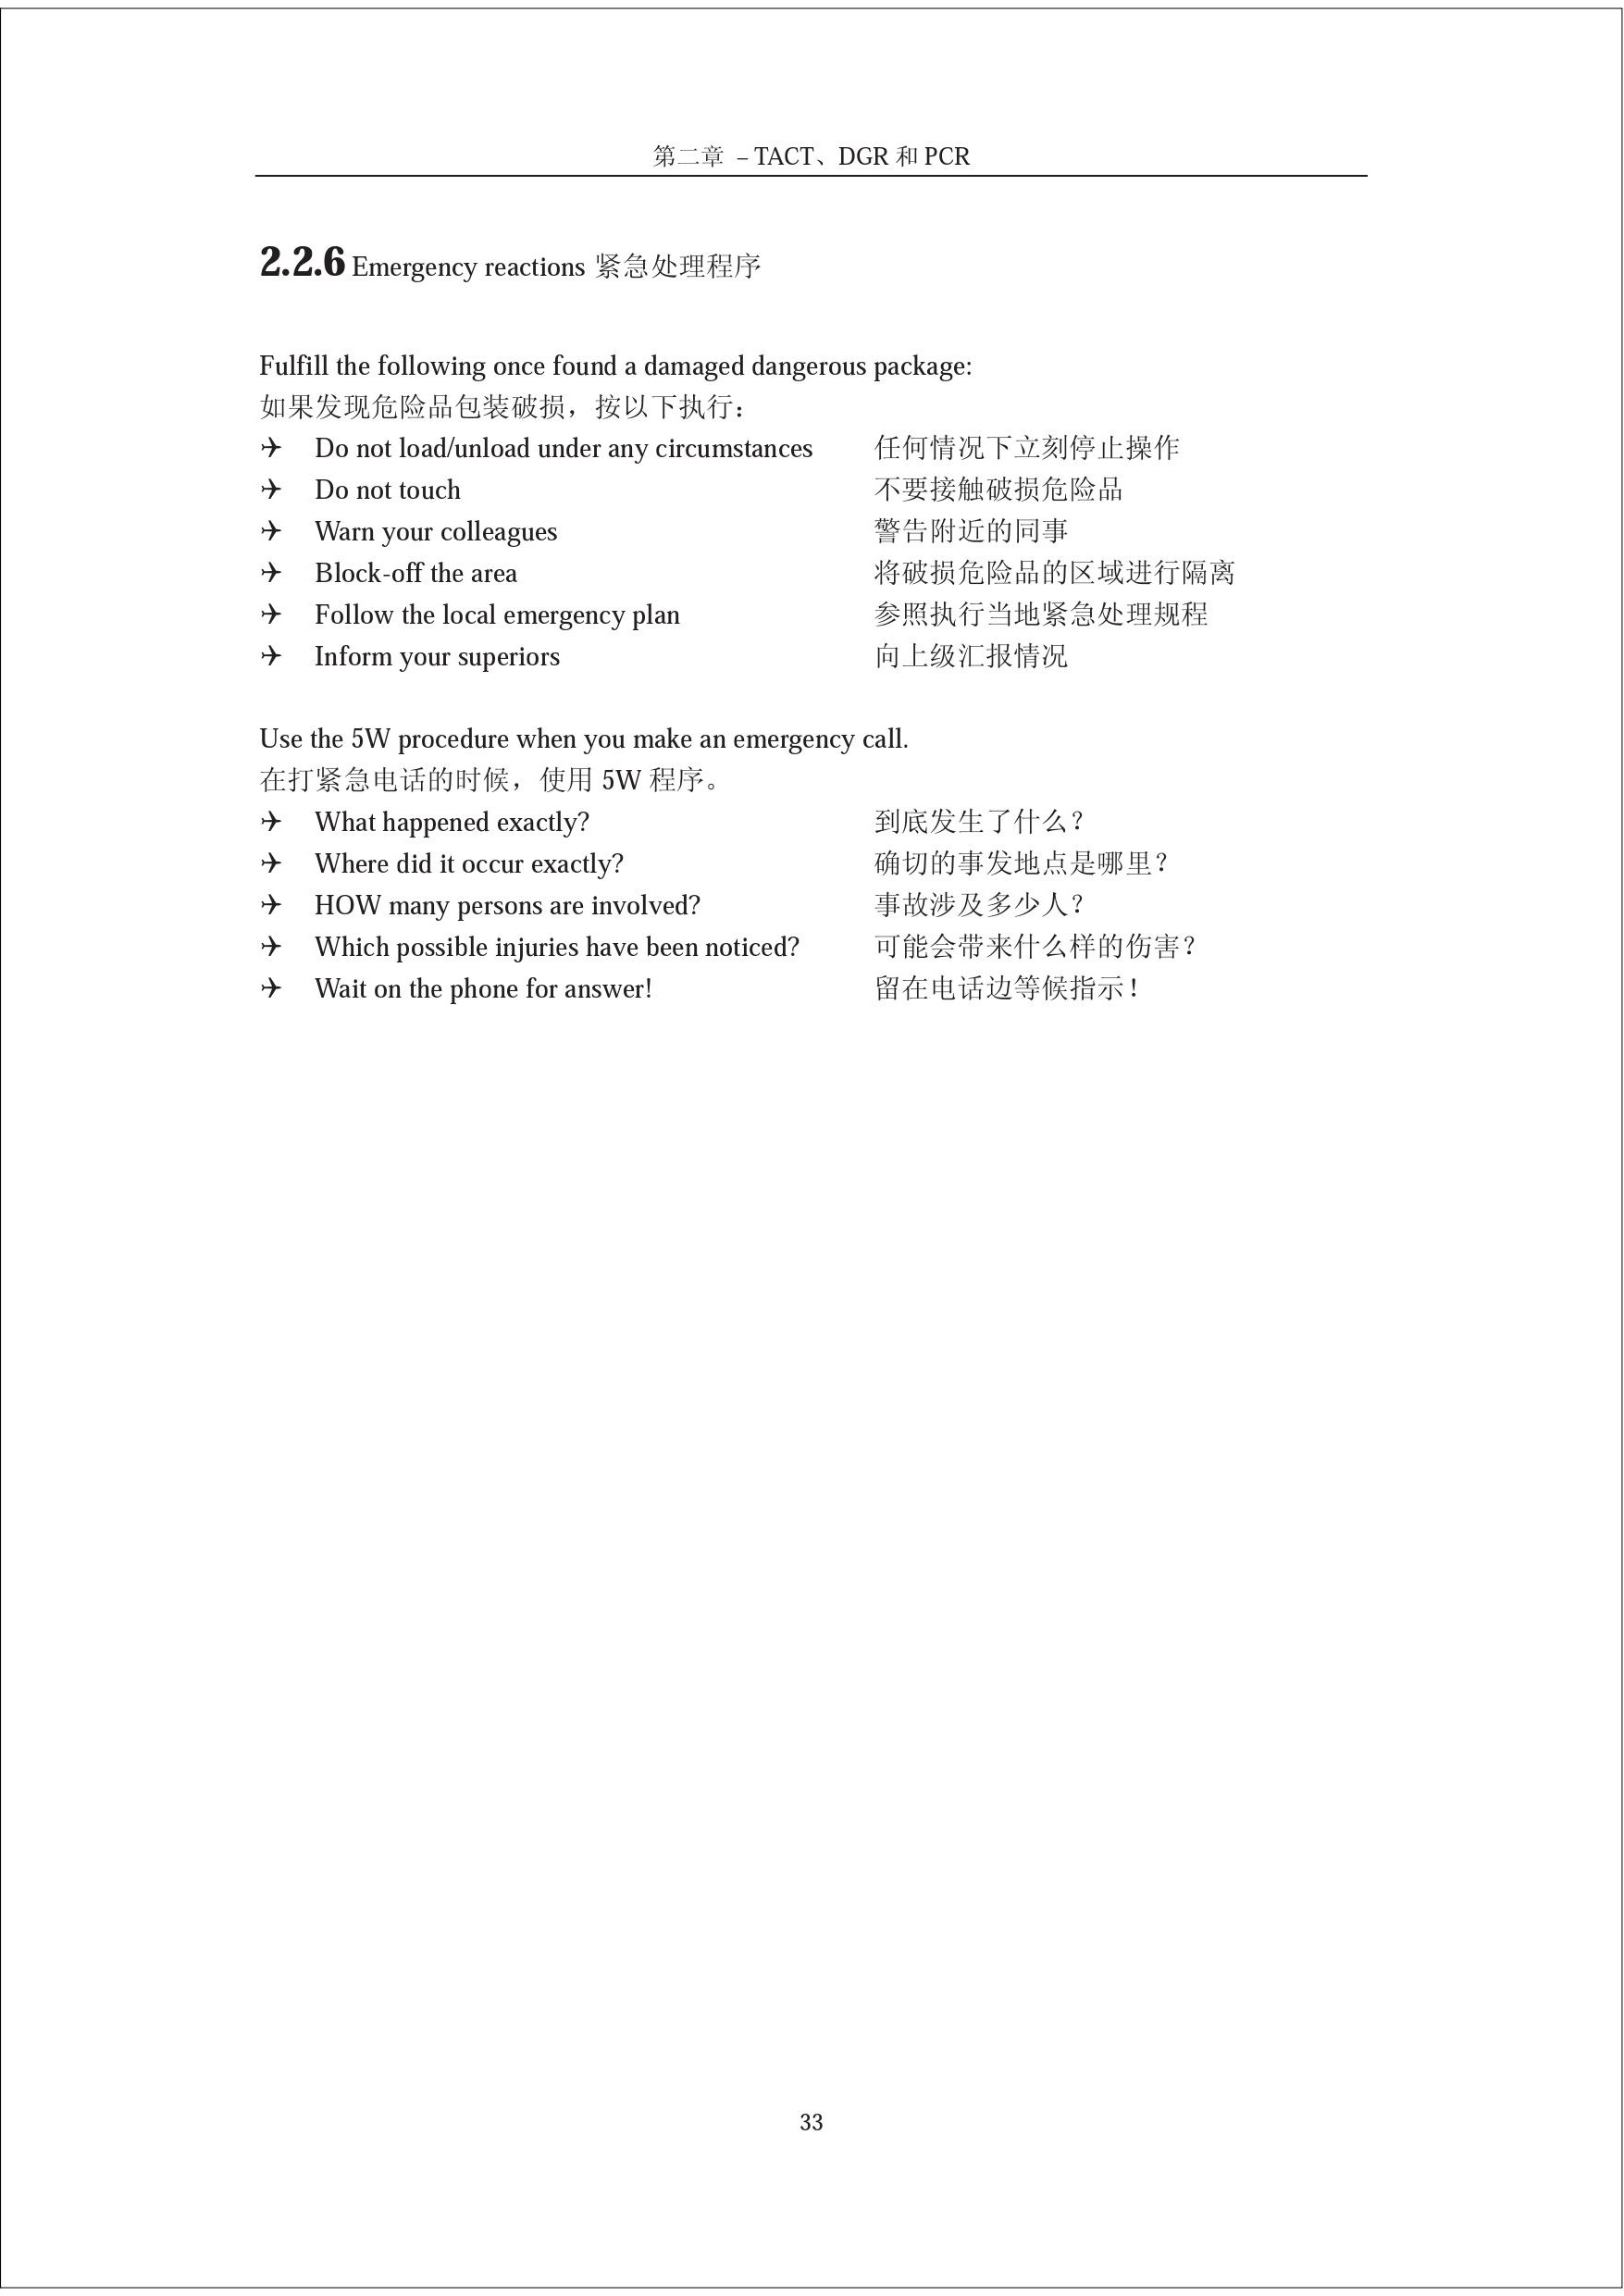 第二章 – TACT、DGR 和 PCR
2.2.6 Emergency reactions 紧急处理程序
Fulfill the following once found a damaged dangerous package:
如果发现危险品包装破损，按以下执行：
✈ Do not load/unload under any circumstances 任何情况下立刻停止操作
✈ Do not touch 不要接触破损危险品
✈ Warn your colleagues 警告附近的同事
✈ Block-off the area 将破损危险品的区域进行隔离
✈ Follow the local emergency plan 参照执行当地紧急处理规程
✈ Inform your superiors 向上级汇报情况
Use the 5W procedure when you make an emergency call.
在打紧急电话的时候，使用 5W 程序。
✈ What happened exactly? 到底发生了什么？
✈ Where did it occur exactly? 确切的事发地点是哪里？
✈ HOW many persons are involved? 事故涉及多少人？
✈ Which possible injuries have been noticed? 可能会带来什么样的伤害？
✈ Wait on the phone for answer! 留在电话边等候指示！
33